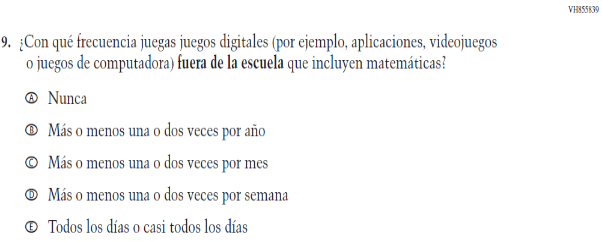 VH855839
9. ¿Con qué frecuencia juegas juegos digitales (por ejemplo, aplicaciones, videojuegos
o juegos de computadora) fuera de la escuela que incluyen matemáticas?
A Nunca
B Más o menos una o dos veces por año
C Más o menos una o dos veces por mes
D Más o menos una o dos veces por semana
E Todos los días o casi todos los días